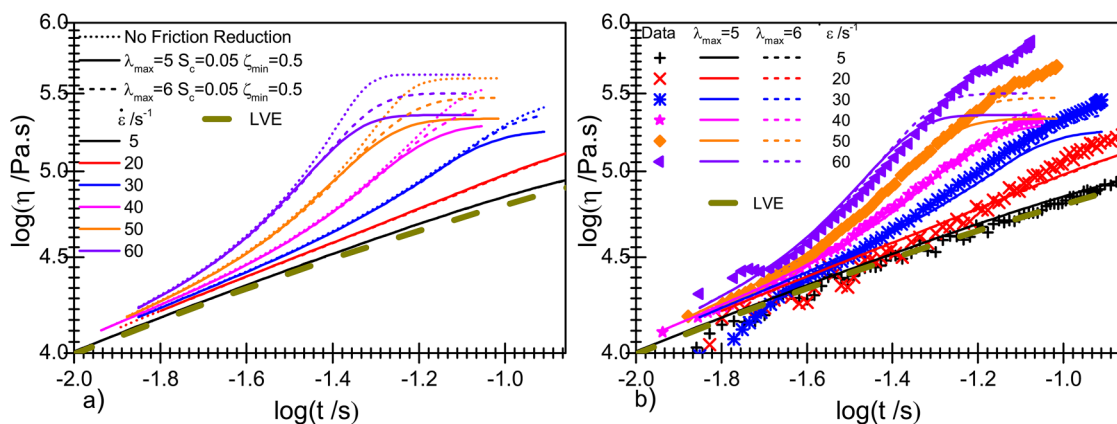 6.0
5.5
5.0
4.5
4.0
log(η /Pa.s)
No Friction Reduction
λmax=5 Sc=0.05 ζmin=0.5
λmax=6 Sc=0.05 ζmin=0.5
ε̇ /s-1
LVE
5
20
30
40
50
60
-2.0 -1.8 -1.6 -1.4 -1.2 -1.0
a)
log(t /s)
6.0
5.5
5.0
4.5
4.0
log(η /Pa.s)
Data λmax=5 λmax=6 ε̇ /s-1
5
20
30
40
50
60
LVE
-2.0 -1.8 -1.6 -1.4 -1.2 -1.0
b)
log(t /s)